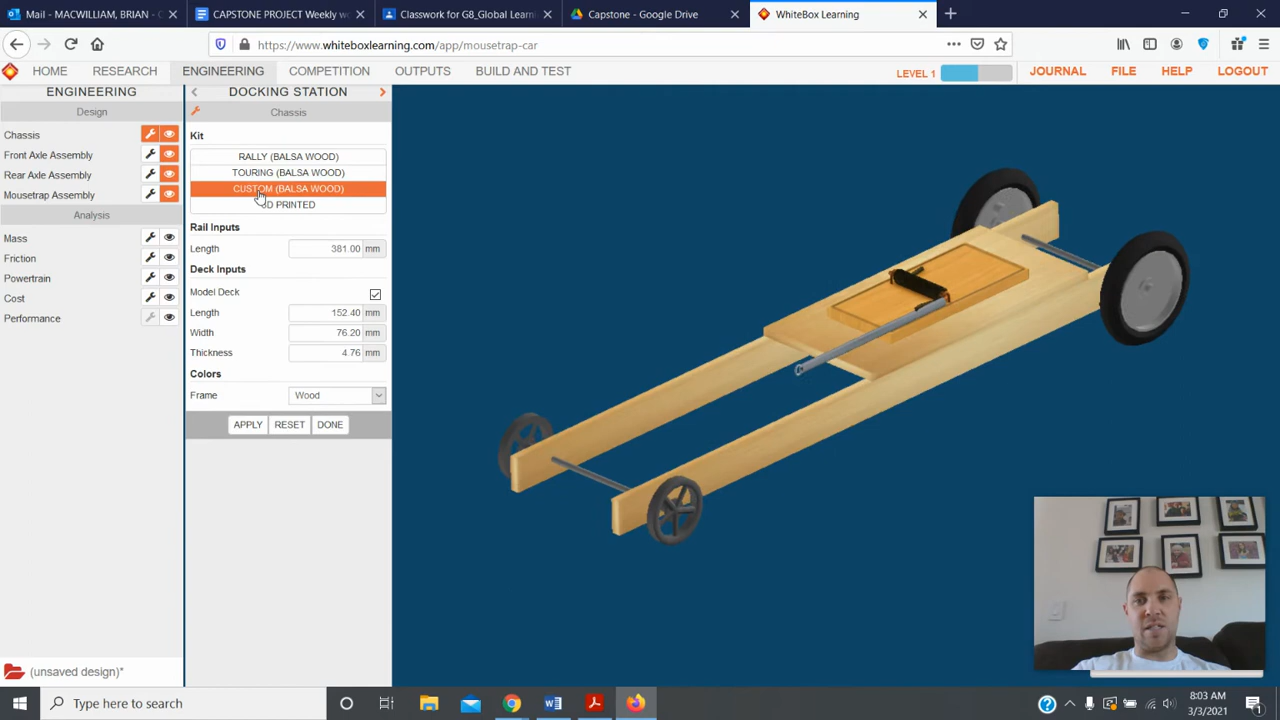 Mail - MACWILLIAM, BRIAN - C
CAPSTONE PROJECT Weekly w
Classwork for G8_Global Learni
Capstone - Google Drive
WhiteBox Learning
https://www.whiteboxlearning.com/app/mousetrap-car
HOME RESEARCH ENGINEERING COMPETITION OUTPUTS BUILD AND TEST LEVEL 1 JOURNAL FILE HELP LOGOUT
ENGINEERING
Design
Chassis
Front Axle Assembly
Rear Axle Assembly
Mousetrap Assembly
Analysis
Mass
Friction
Powertrain
Cost
Performance
(unsaved design)*
DOCKING STATION
Chassis
Kit
RALLY (BALSA WOOD)
TOURING (BALSA WOOD)
CUSTOM (BALSA WOOD)
3D PRINTED
Rail Inputs
Length 381.00 mm
Deck Inputs
Model Deck
Length 152.40 mm
Width 76.20 mm
Thickness 4.76 mm
Colors
Frame Wood
APPLY RESET DONE
Type here to search
8:03 AM
3/3/2021